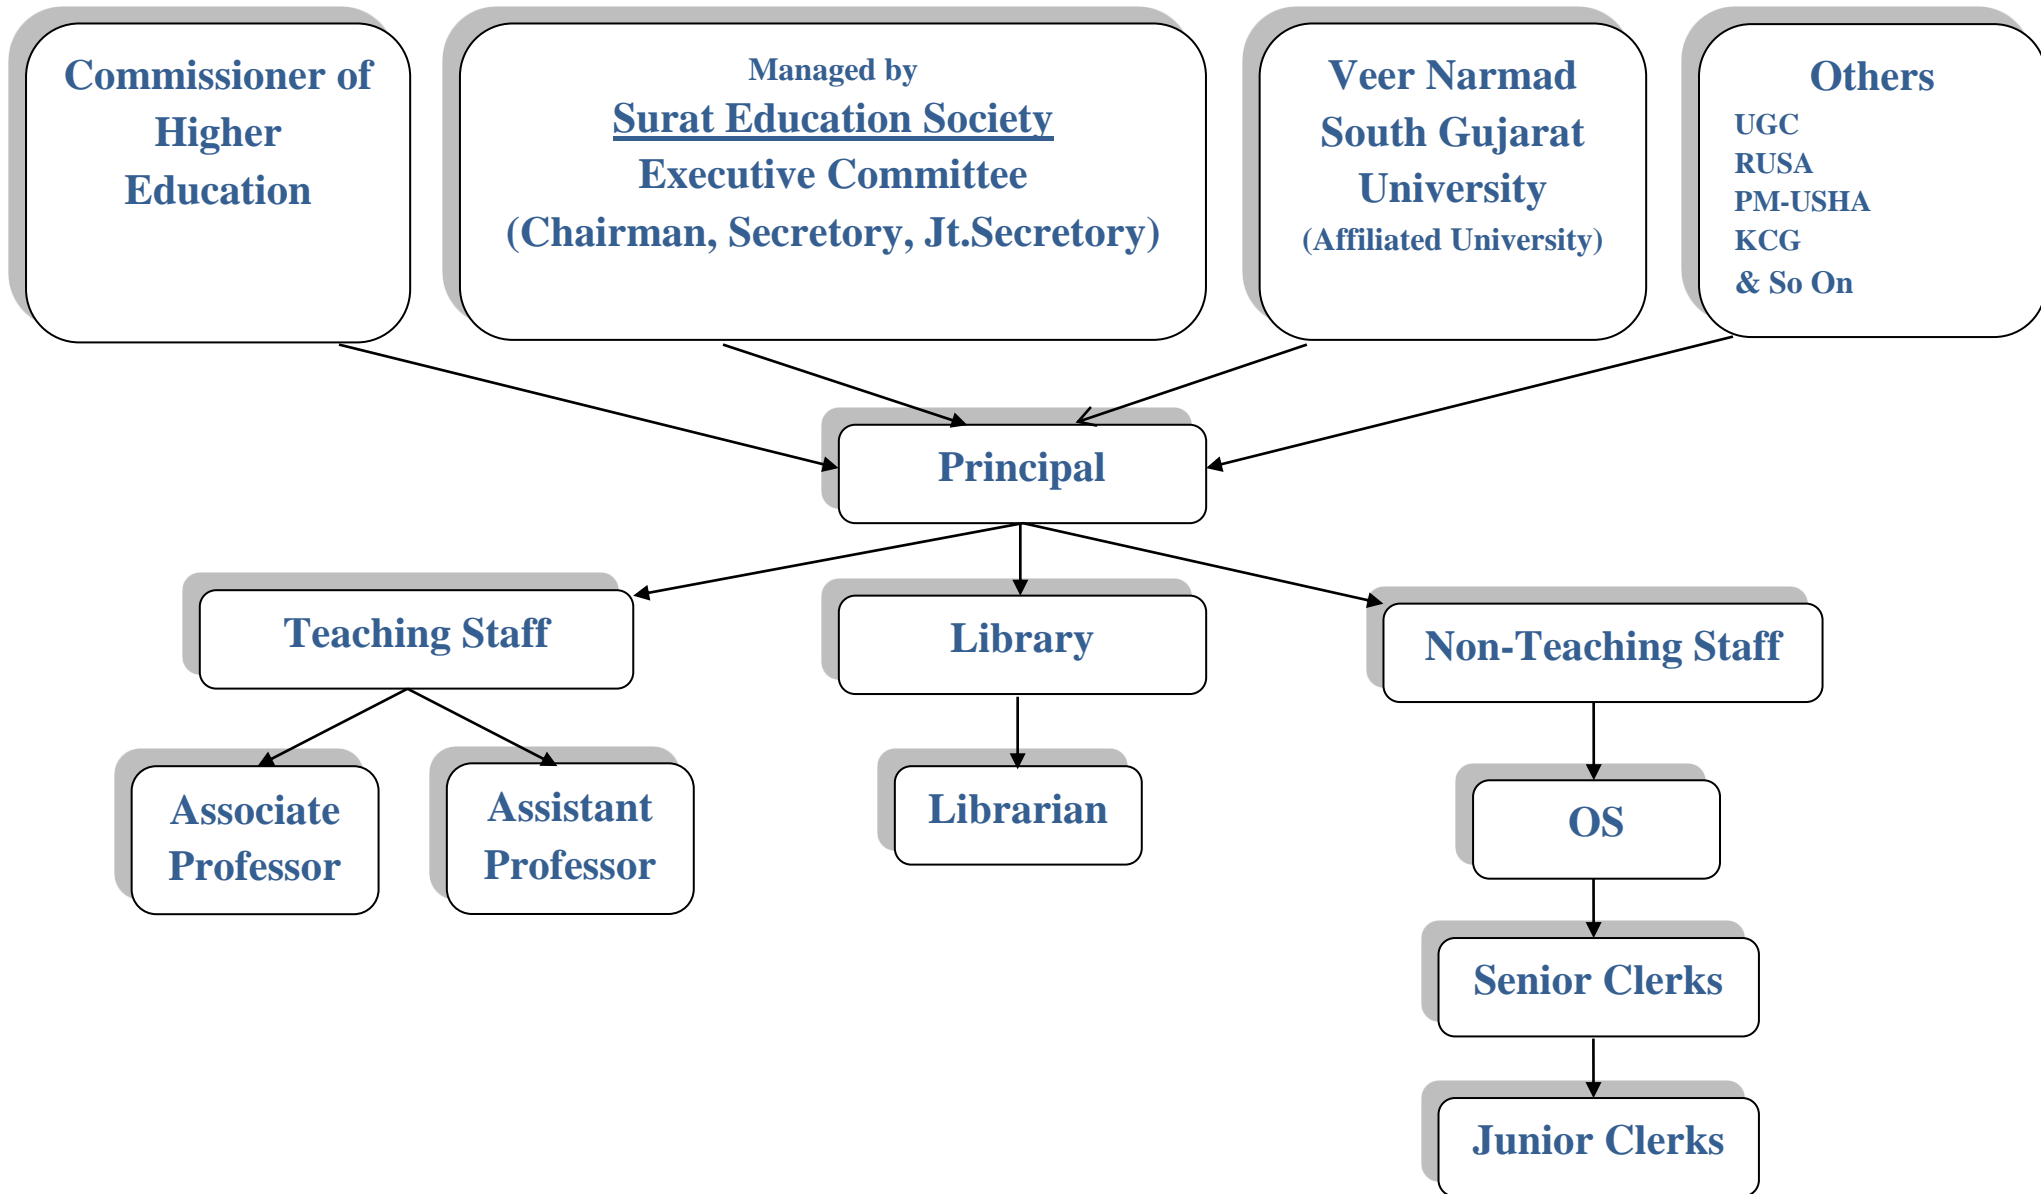 Commissioner of
Higher
Education
Managed by
Surat Education Society
Executive Committee
(Chairman, Secretory, Jt.Secretory)
Veer Narmad
South Gujarat
University
(Affiliated University)
Others
UGC
RUSA
PM-USHA
KCG
& So On
Principal
Teaching Staff
Library
Non-Teaching Staff
Associate
Professor
Assistant
Professor
Librarian
OS
Senior Clerks
Junior Clerks